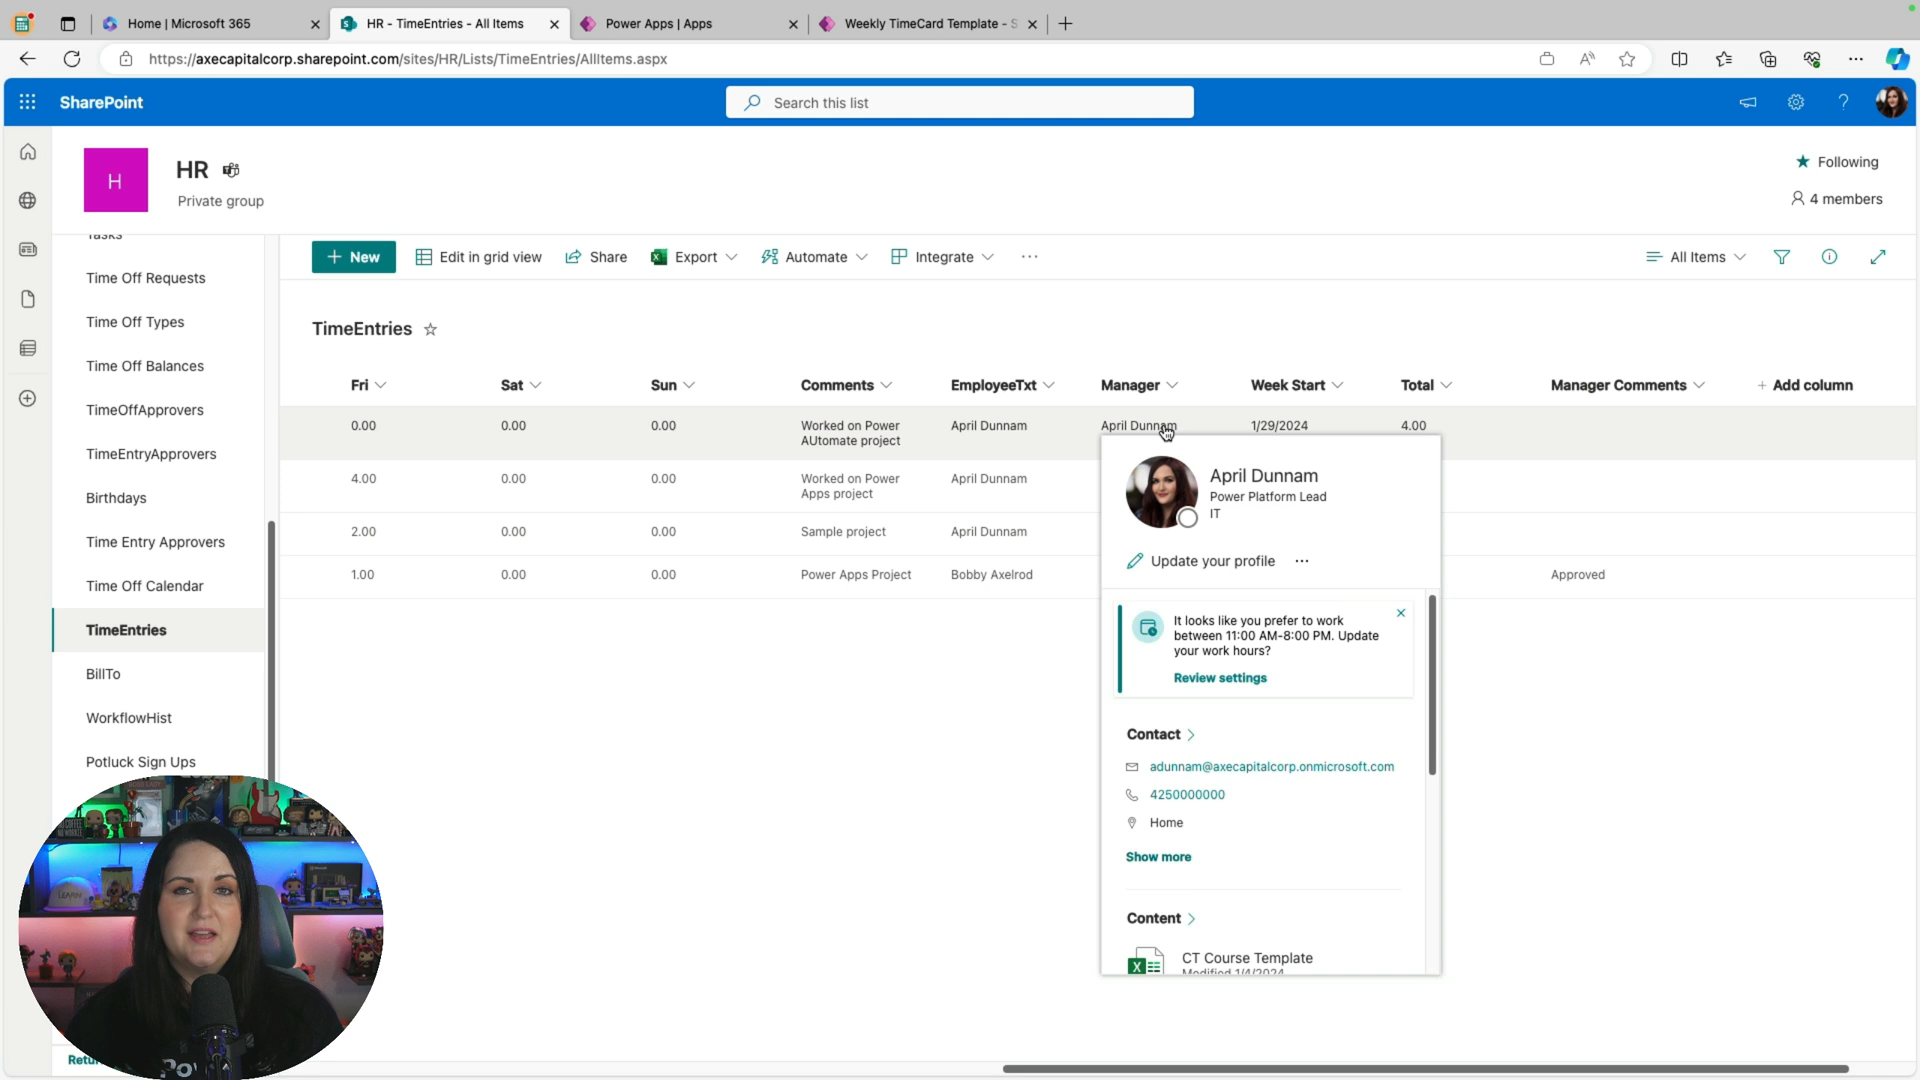 Home | Microsoft 365
HR - TimeEntries - All Items
Power Apps | Apps
Weekly TimeCard Template - S
https://axecapitalcorp.sharepoint.com/sites/HR/Lists/TimeEntries/AllItems.aspx
SharePoint
Search this list
H
HR
Private group
Following
4 members
Tasks
Time Off Requests
Time Off Types
Time Off Balances
TimeOffApprovers
TimeEntryApprovers
Birthdays
Time Entry Approvers
Time Off Calendar
TimeEntries
BillTo
WorkflowHist
Potluck Sign Ups
+ New
Edit in grid view
Share
Export
Automate
Integrate
All Items
TimeEntries
Fri Sat Sun Comments EmployeeTxt Manager Week Start Total Manager Comments + Add column
0.00 0.00 0.00 Worked on Power April Dunnam April Dunnam 1/29/2024 4.00
AUtomate project
4.00 0.00 0.00 Worked on Power April Dunnam
Apps project
2.00 0.00 0.00 Sample project April Dunnam
1.00 0.00 0.00 Power Apps Project Bobby Axelrod Approved
April Dunnam
Power Platform Lead
IT
Update your profile
It looks like you prefer to work
between 11:00 AM-8:00 PM. Update
your work hours?
Review settings
Contact
adunnam@axecapitalcorp.onmicrosoft.com
4250000000
Home
Show more
Content
CT Course Template
Modified 1/4/2024